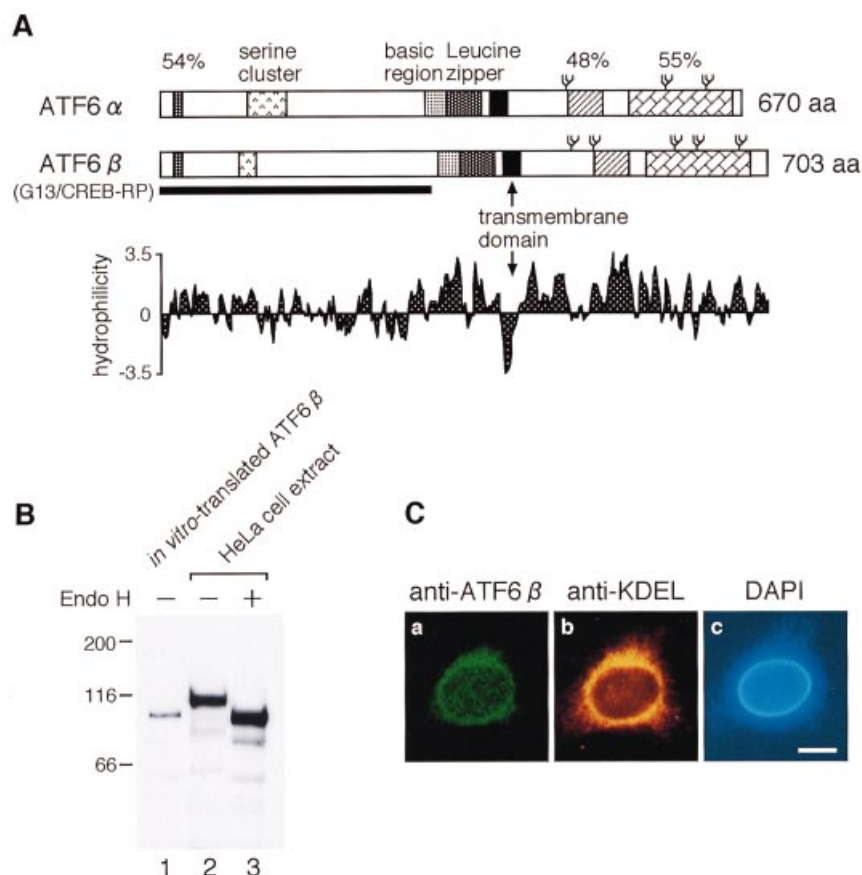 A
54% serine cluster basic region Leucine zipper 48% 55%
ATF6 α 670 aa
ATF6 β 703 aa
(G13/CREB-RP)
transmembrane
domain
3.5
0
-3.5
hydrophilicity
B
in vitro-translated ATF6 β
HeLa cell extract
Endo H − − +
200
116
66
1 2 3
C
anti-ATF6 β anti-KDEL DAPI
a b c